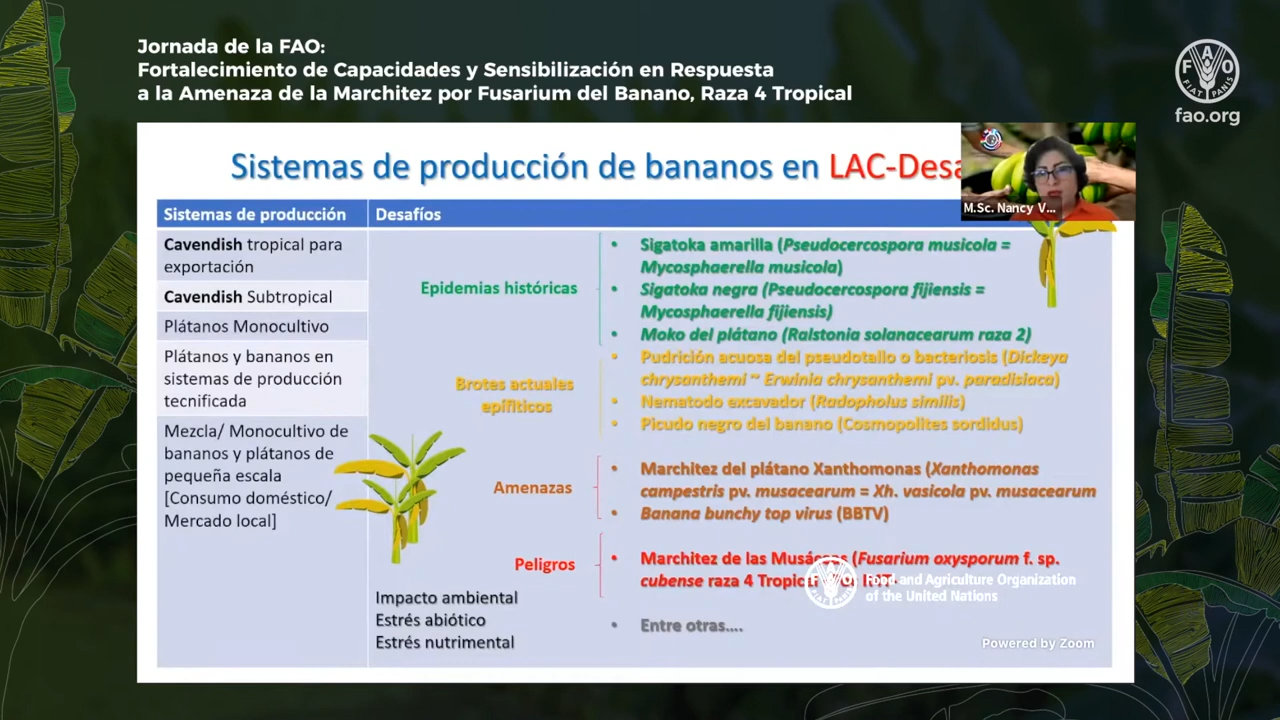 Jornada de la FAO:
Fortalecimiento de Capacidades y Sensibilización en Respuesta
a la Amenaza de la Marchitez por Fusarium del Banano, Raza 4 Tropical
F A O
FIAT PANIS
fao.org
Sistemas de producción de bananos en LAC-Desa
M.Sc. Nancy V...
Sistemas de producción
Desafíos
Cavendish tropical para
exportación
Cavendish Subtropical
Plátanos Monocultivo
Plátanos y bananos en
sistemas de producción
tecnificada
Mezcla/ Monocultivo de
bananos y plátanos de
pequeña escala
[Consumo doméstico/
Mercado local]
Epidemias históricas
• Sigatoka amarilla (Pseudocercospora musicola =
Mycosphaerella musicola)
• Sigatoka negra (Pseudocercospora fijiensis =
Mycosphaerella fijiensis)
• Moko del plátano (Ralstonia solanacearum raza 2)
Brotes actuales
epífiticos
• Pudrición acuosa del pseudotallo o bacteriosis (Dickeya
chrysanthemi ~ Erwinia chrysanthemi pv. paradisiaca)
• Nematodo excavador (Radopholus similis)
• Picudo negro del banano (Cosmopolites sordidus)
Amenazas
• Marchitez del plátano Xanthomonas (Xanthomonas
campestris pv. musacearum = Xh. vasicola pv. musacearum
• Banana bunchy top virus (BBTV)
Peligros
• Marchitez de las Musáceas (Fusarium oxysporum f. sp.
cubense raza 4
Impacto ambiental
Estrés abiótico
Estrés nutrimental
• Entre otras....
Food and Agriculture Organization
of the United Nations
Powered by Zoom